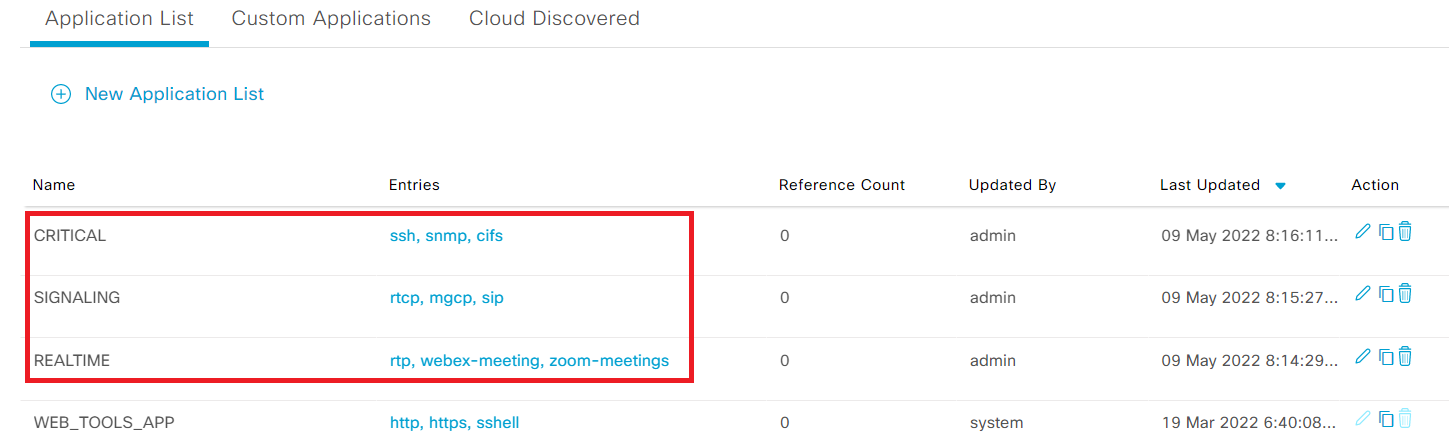 Application List Custom Applications Cloud Discovered
New Application List
Name Entries Reference Count Updated By Last Updated Action
CRITICAL ssh, snmp, cifs 0 admin 09 May 2022 8:16:11...
SIGNALING rtcp, mgcp, sip 0 admin 09 May 2022 8:15:27...
REALTIME rtp, webex-meeting, zoom-meetings 0 admin 09 May 2022 8:14:29...
WEB_TOOLS_APP http, https, sshell 0 system 19 Mar 2022 6:40:08...